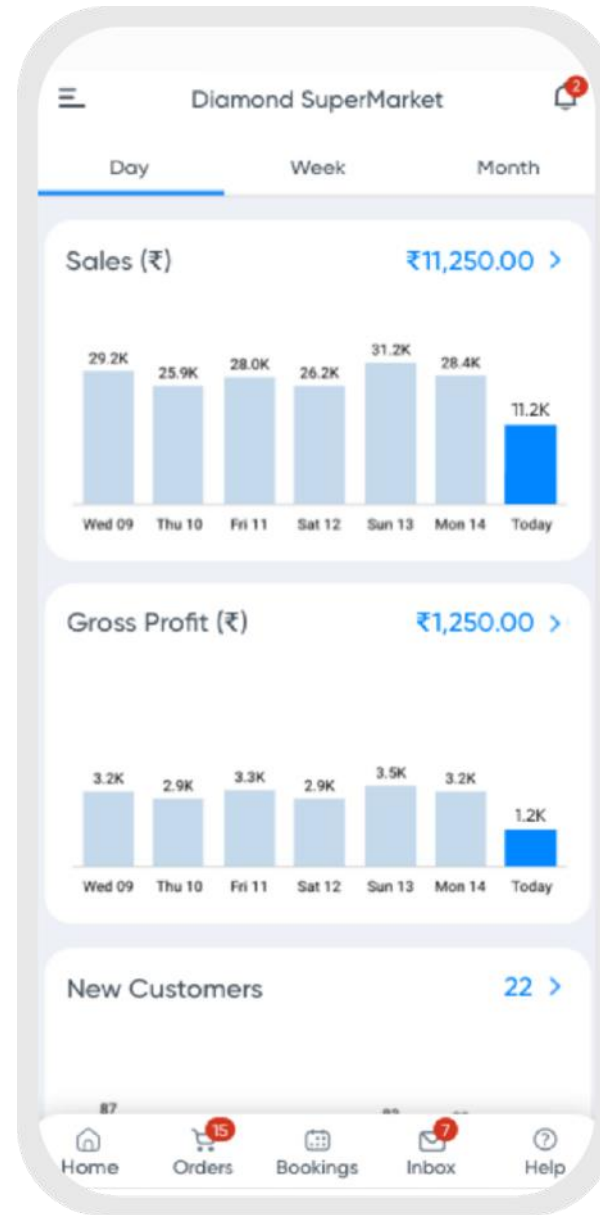 Diamond SuperMarket 2
Day Week Month
Sales (₹) ₹11,250.00 >
29.2K 25.9K 28.0K 26.2K 31.2K 28.4K 11.2K
Wed 09 Thu 10 Fri 11 Sat 12 Sun 13 Mon 14 Today
Gross Profit (₹) ₹1,250.00 >
3.2K 2.9K 3.3K 2.9K 3.5K 3.2K 1.2K
Wed 09 Thu 10 Fri 11 Sat 12 Sun 13 Mon 14 Today
New Customers 22 >
87
15 7
Home Orders Bookings Inbox Help